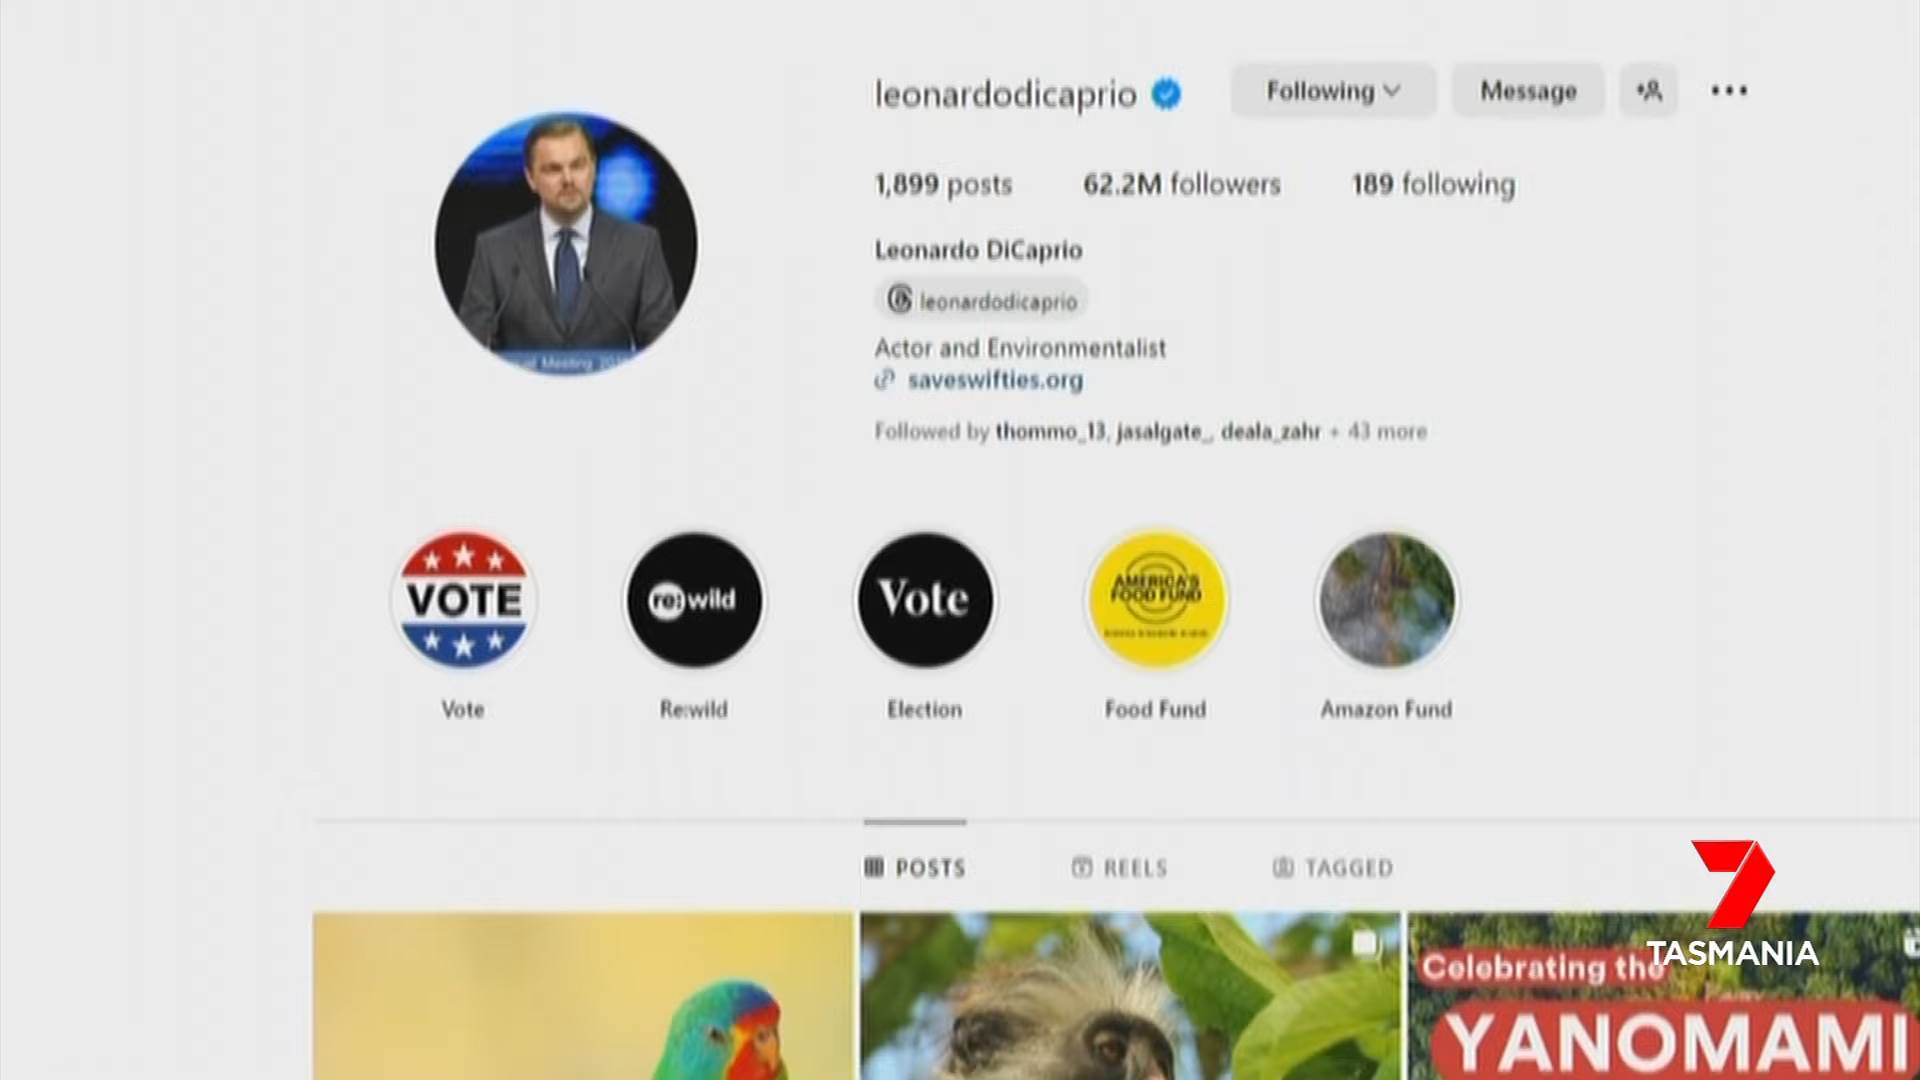 leonardodicaprio
Following
Message
1,899 posts
62.2M followers
189 following
Leonardo DiCaprio
leonardodicaprio
Actor and Environmentalist
saveswifties.org
Followed by thommo_13, jasalgate_, deala_zahr + 43 more
VOTE
re:wild
Vote
AMERICA'S
FOOD FUND
Vote
Re:wild
Election
Food Fund
Amazon Fund
POSTS
REELS
TAGGED
7
TASMANIA
Celebrating the
YANOMAMI